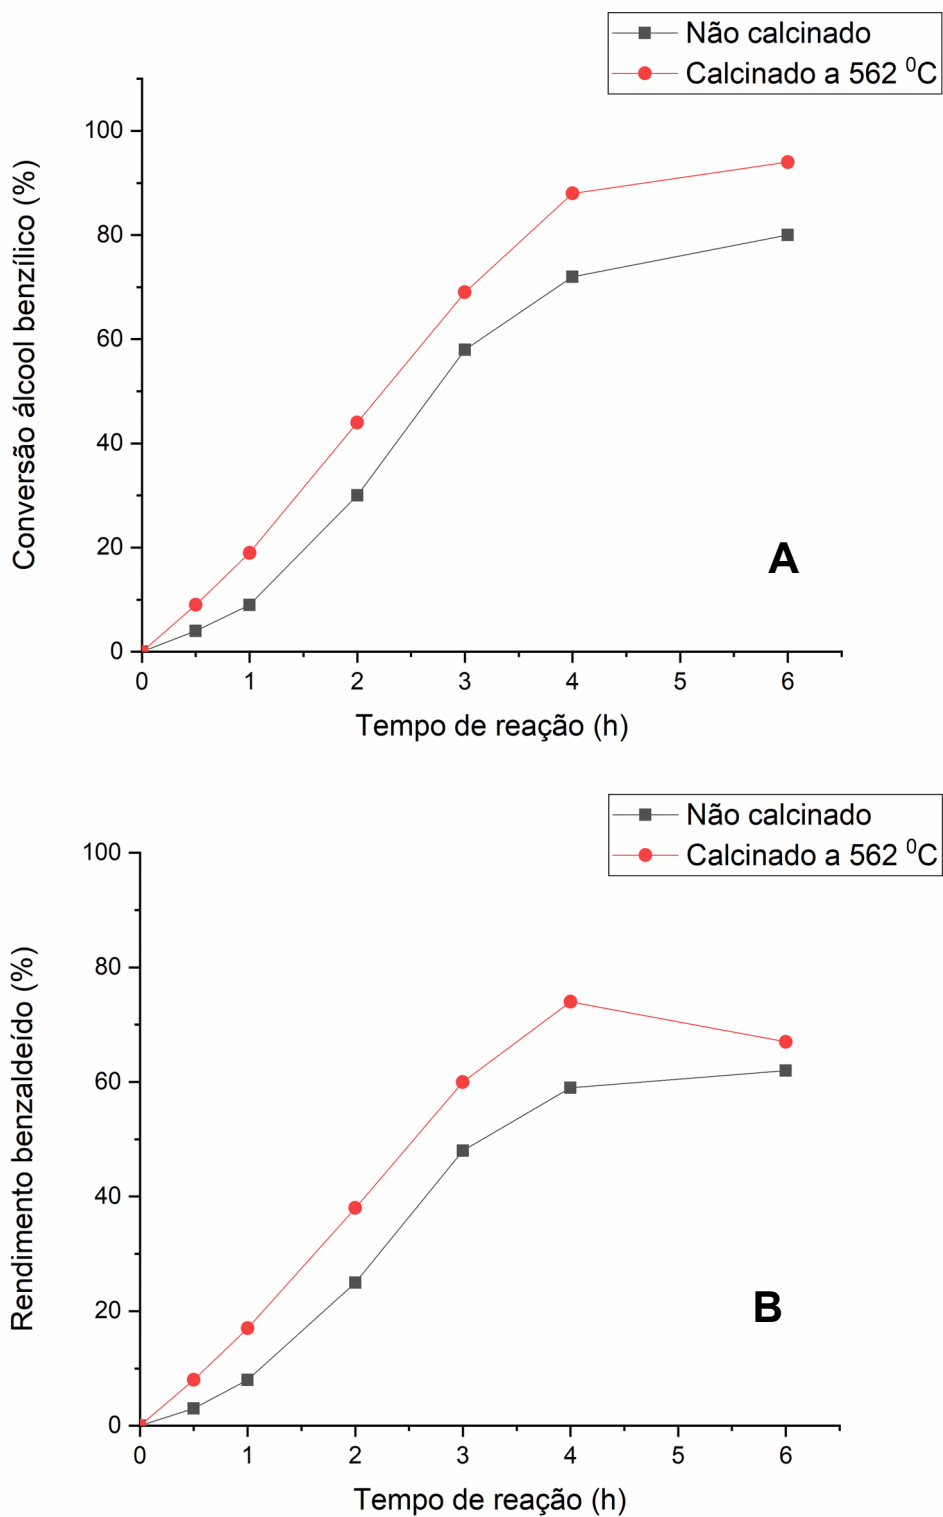 Não calcinado
Calcinado a 562 ⁰C
Conversão álcool benzílico (%)
100
80
60
40
20
0
A
0 1 2 3 4 5 6
Tempo de reação (h)
Não calcinado
Calcinado a 562 ⁰C
Rendimento benzaldeído (%)
100
80
60
40
20
0
B
0 1 2 3 4 5 6
Tempo de reação (h)